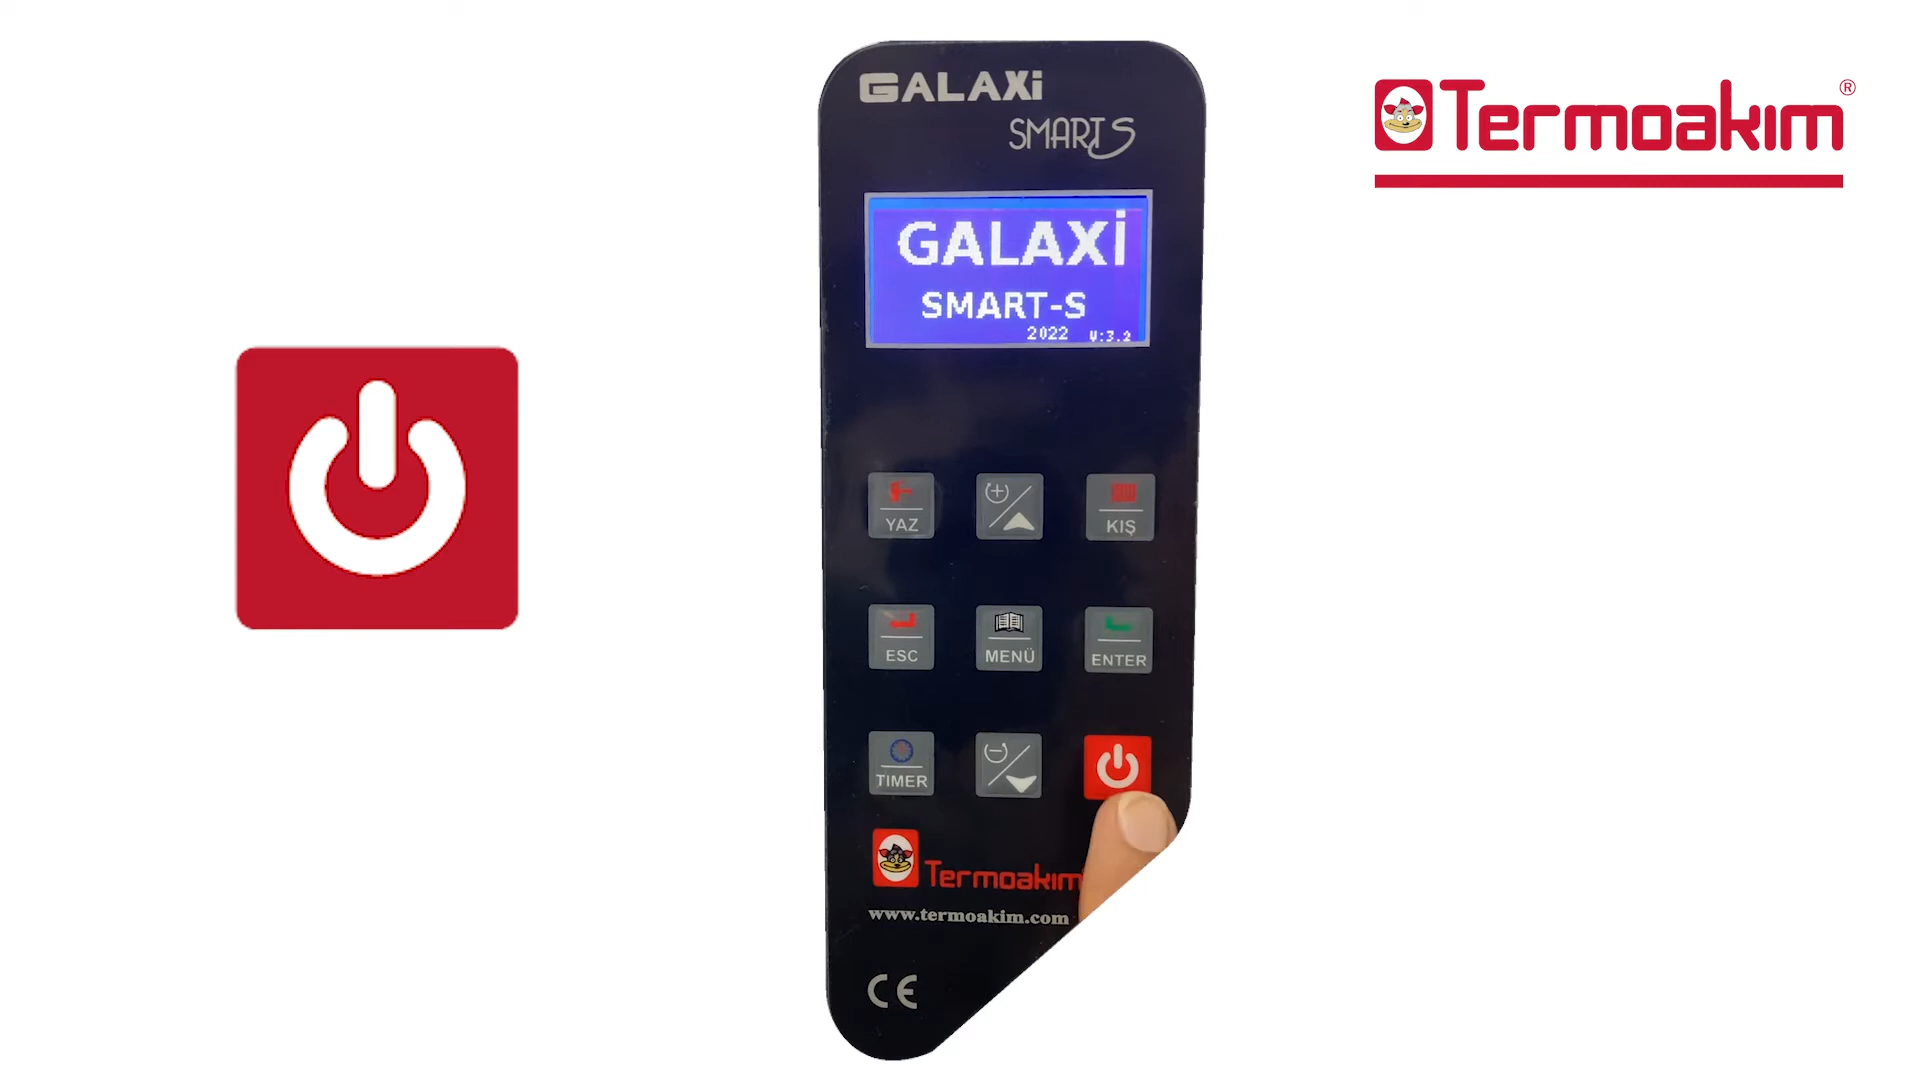 GALAXi
SMART S
Termoakım®
GALAXİ
SMART-S
2022 V:3.2
YAZ
KIŞ
ESC
MENÜ
ENTER
TIMER
Termoakım
www.termoakim.com
CE